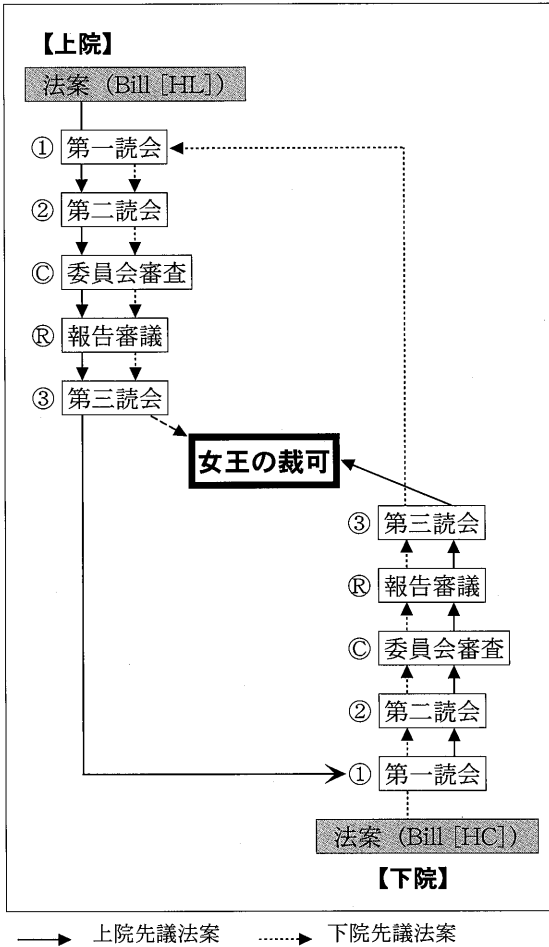 【上院】
法案（Bill [HL]）
① 第一読会
② 第二読会
Ⓒ 委員会審査
Ⓡ 報告審議
③ 第三読会
女王の裁可
③ 第三読会
Ⓡ 報告審議
Ⓒ 委員会審査
② 第二読会
① 第一読会
法案（Bill [HC]）
【下院】
上院先議法案 下院先議法案